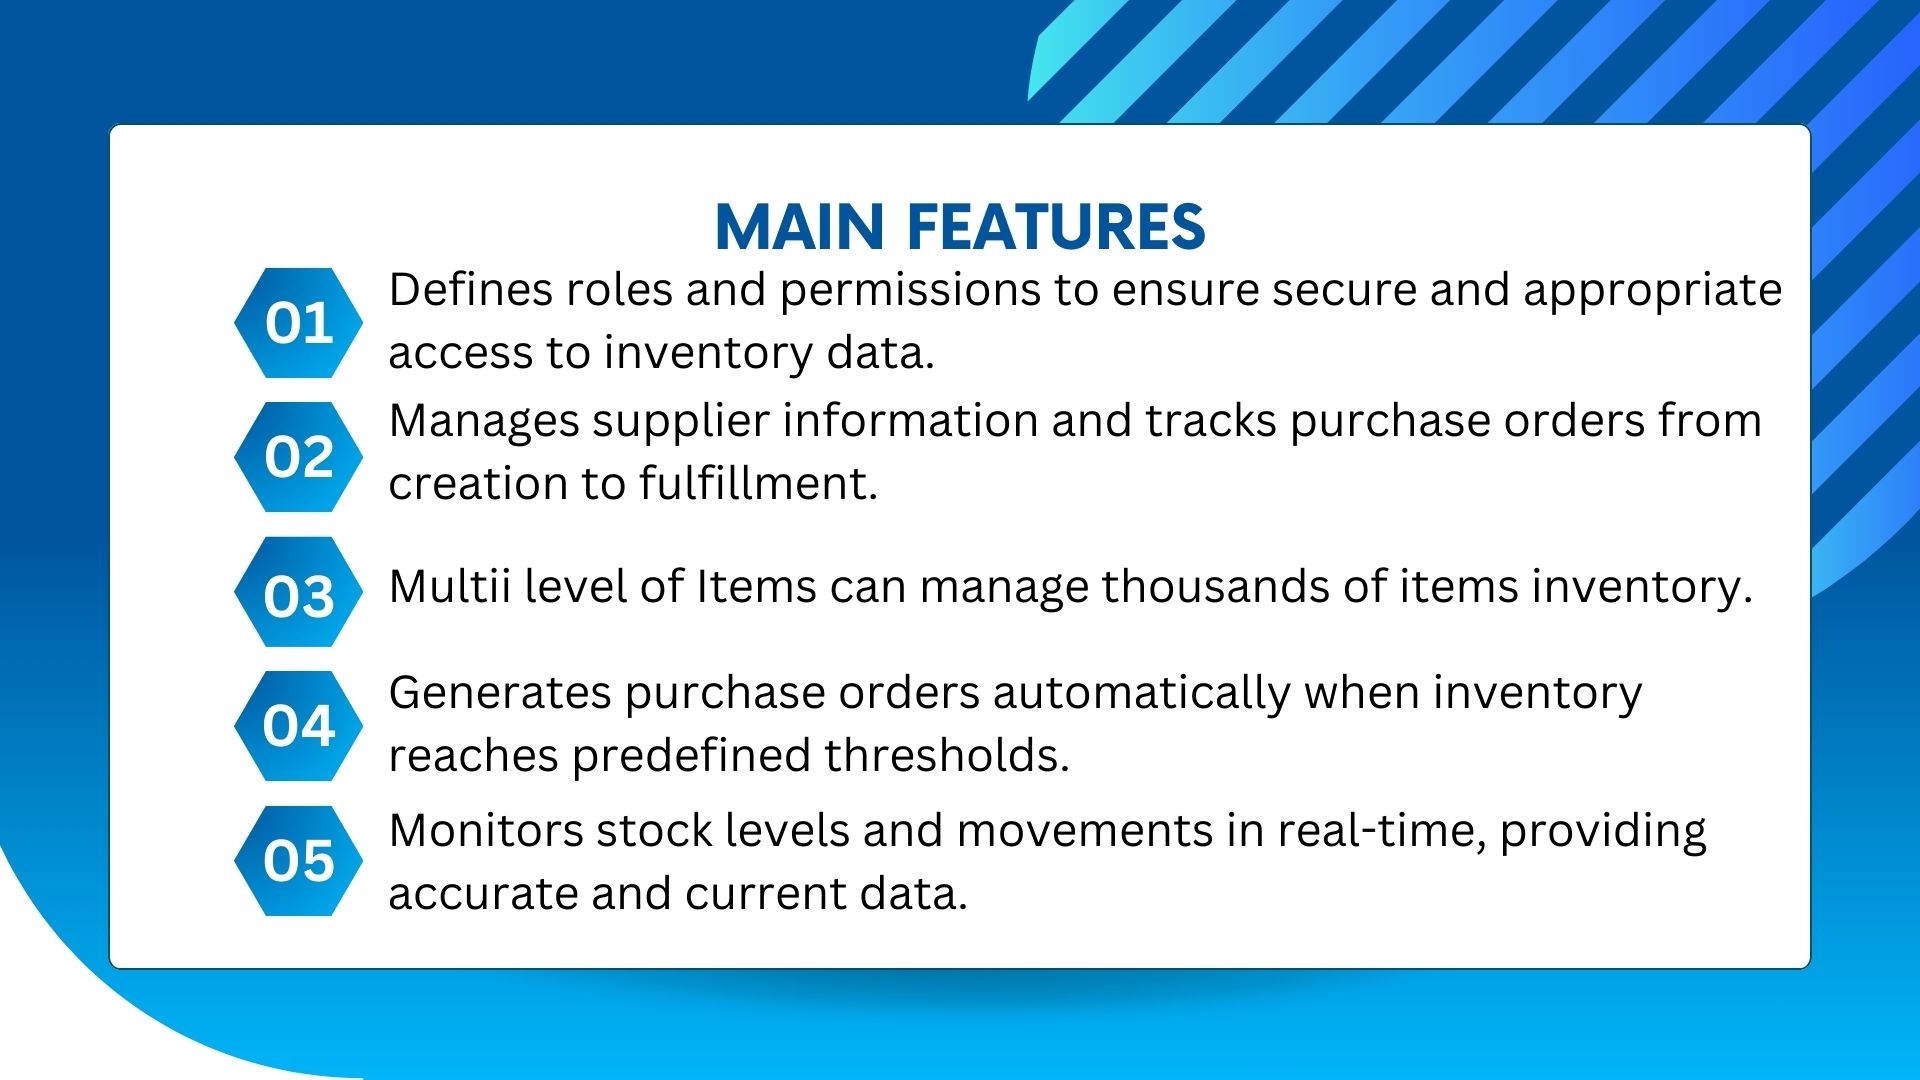 MAIN FEATURES
01
Defines roles and permissions to ensure secure and appropriate
access to inventory data.
02
Manages supplier information and tracks purchase orders from
creation to fulfillment.
03
Multii level of Items can manage thousands of items inventory.
04
Generates purchase orders automatically when inventory
reaches predefined thresholds.
05
Monitors stock levels and movements in real-time, providing
accurate and current data.